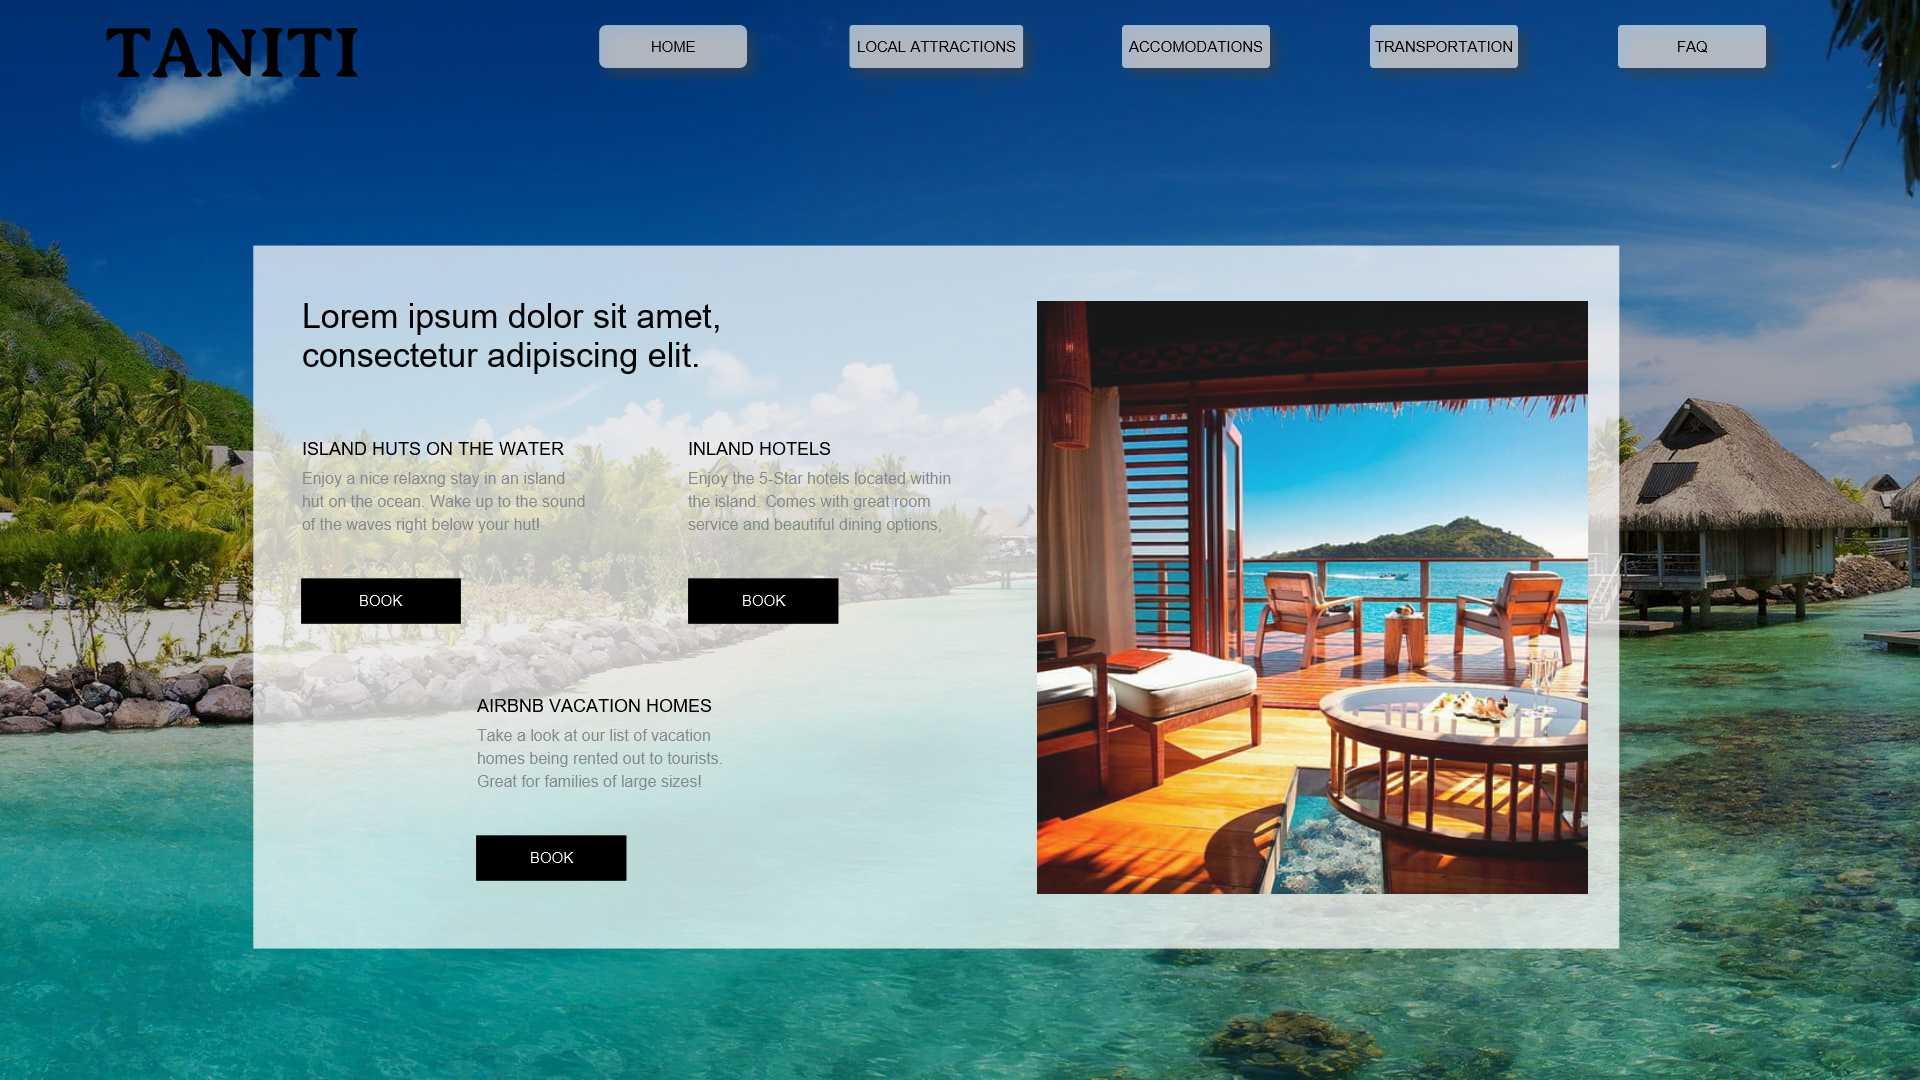 TANITI
HOME
LOCAL ATTRACTIONS
ACCOMODATIONS
TRANSPORTATION
FAQ
Lorem ipsum dolor sit amet,
consectetur adipiscing elit.
ISLAND HUTS ON THE WATER
Enjoy a nice relaxng stay in an island
hut on the ocean. Wake up to the sound
of the waves right below your hut!
BOOK
INLAND HOTELS
Enjoy the 5-Star hotels located within
the island. Comes with great room
service and beautiful dining options,
BOOK
AIRBNB VACATION HOMES
Take a look at our list of vacation
homes being rented out to tourists.
Great for families of large sizes!
BOOK